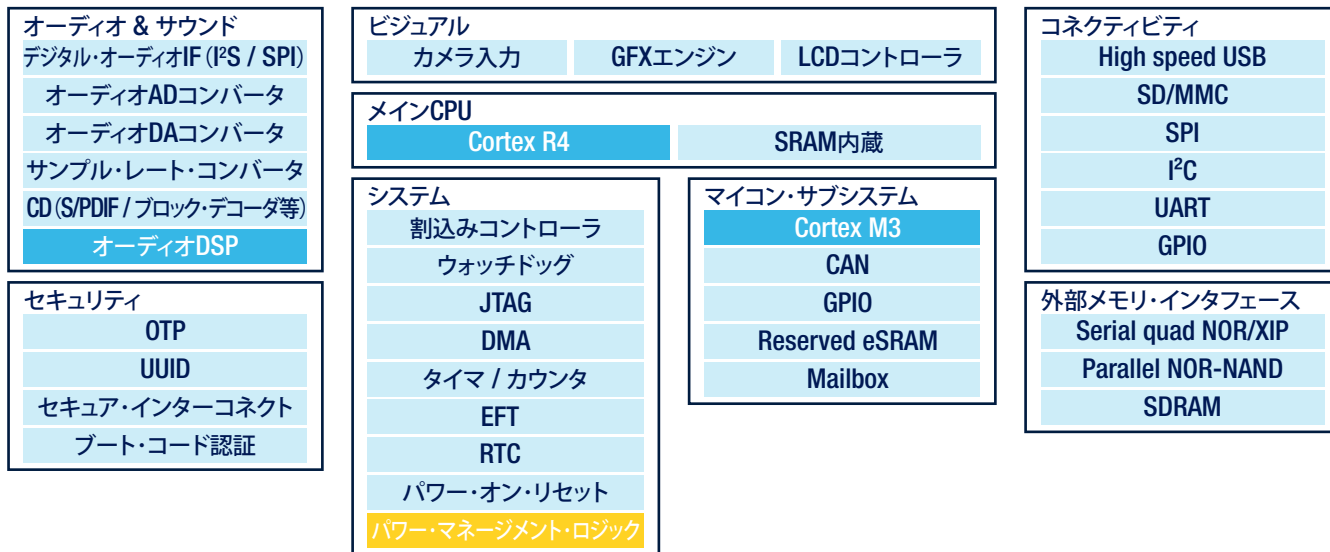 オーディオ & サウンド
デジタル・オーディオIF(I²S / SPI)
オーディオADコンバータ
オーディオDAコンバータ
サンプル・レート・コンバータ
CD(S/PDIF / ブロック・デコーダ等)
オーディオDSP
セキュリティ
OTP
UUID
セキュア・インターコネクト
ブート・コード認証
ビジュアル
カメラ入力
GFXエンジン
LCDコントローラ
メインCPU
Cortex R4
SRAM内蔵
システム
割込みコントローラ
ウォッチドッグ
JTAG
DMA
タイマ / カウンタ
EFT
RTC
パワー・オン・リセット
パワー・マネージメント・ロジック
マイコン・サブシステム
Cortex M3
CAN
GPIO
Reserved eSRAM
Mailbox
コネクティビティ
High speed USB
SD/MMC
SPI
I²C
UART
GPIO
外部メモリ・インタフェース
Serial quad NOR/XIP
Parallel NOR-NAND
SDRAM